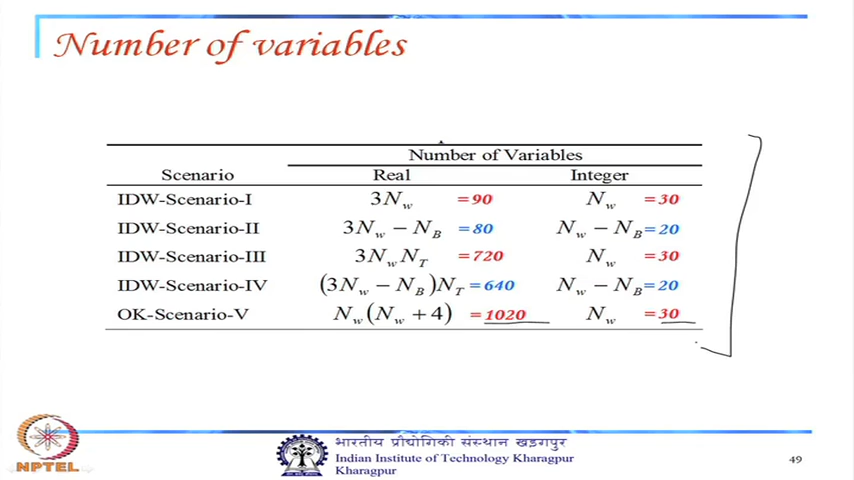 Number of variables
Number of Variables
Scenario Real Integer
IDW-Scenario-I 3N_w =90 N_w =30
IDW-Scenario-II 3N_w − N_B =80 N_w − N_B =20
IDW-Scenario-III 3N_w N_T =720 N_w =30
IDW-Scenario-IV (3N_w − N_B)N_T =640 N_w − N_B =20
OK-Scenario-V N_w(N_w + 4) =1020 N_w =30
NPTEL
भारतीय प्रौद्योगिकी संस्थान खड़गपुर
Indian Institute of Technology Kharagpur
Kharagpur
49